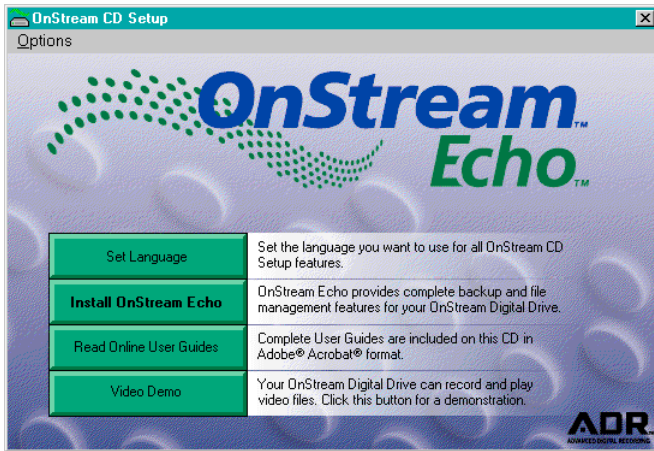 OnStream CD Setup
Options
OnStream™
Echo™
Set Language
Set the language you want to use for all OnStream CD
Setup features.
Install OnStream Echo
OnStream Echo provides complete backup and file
management features for your OnStream Digital Drive.
Read Online User Guides
Complete User Guides are included on this CD in
Adobe® Acrobat® format.
Video Demo
Your OnStream Digital Drive can record and play
video files. Click this button for a demonstration.
ADR
ADVANCED DIGITAL RECORDING